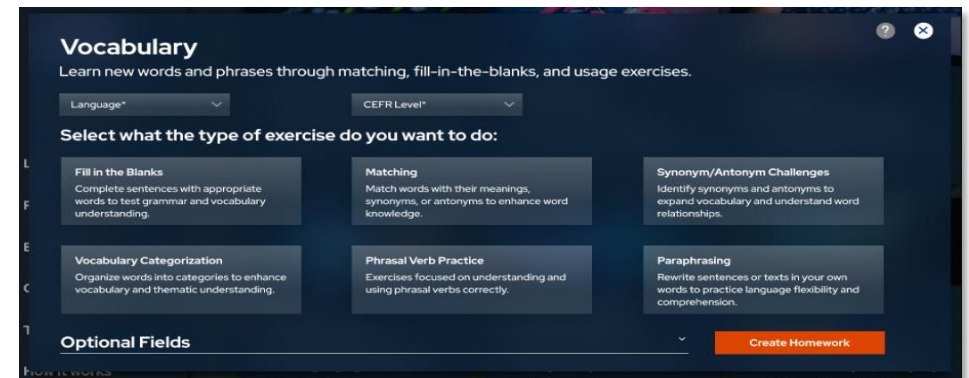 ?
Vocabulary
Learn new words and phrases through matching, fill-in-the-blanks, and usage exercises.
Language*
CEFR Level*
Select what the type of exercise do you want to do:
Fill in the Blanks
Complete sentences with appropriate
words to test grammar and vocabulary
understanding.
Matching
Match words with their meanings,
synonyms, or antonyms to enhance word
knowledge.
Synonym/Antonym Challenges
Identify synonyms and antonyms to
expand vocabulary and understand word
relationships.
Vocabulary Categorization
Organize words into categories to enhance
vocabulary and thematic understanding.
Phrasal Verb Practice
Exercises focused on understanding and
using phrasal verbs correctly.
Paraphrasing
Rewrite sentences or texts in your own
words to practice language flexibility and
comprehension.
Optional Fields
Create Homework
How it works